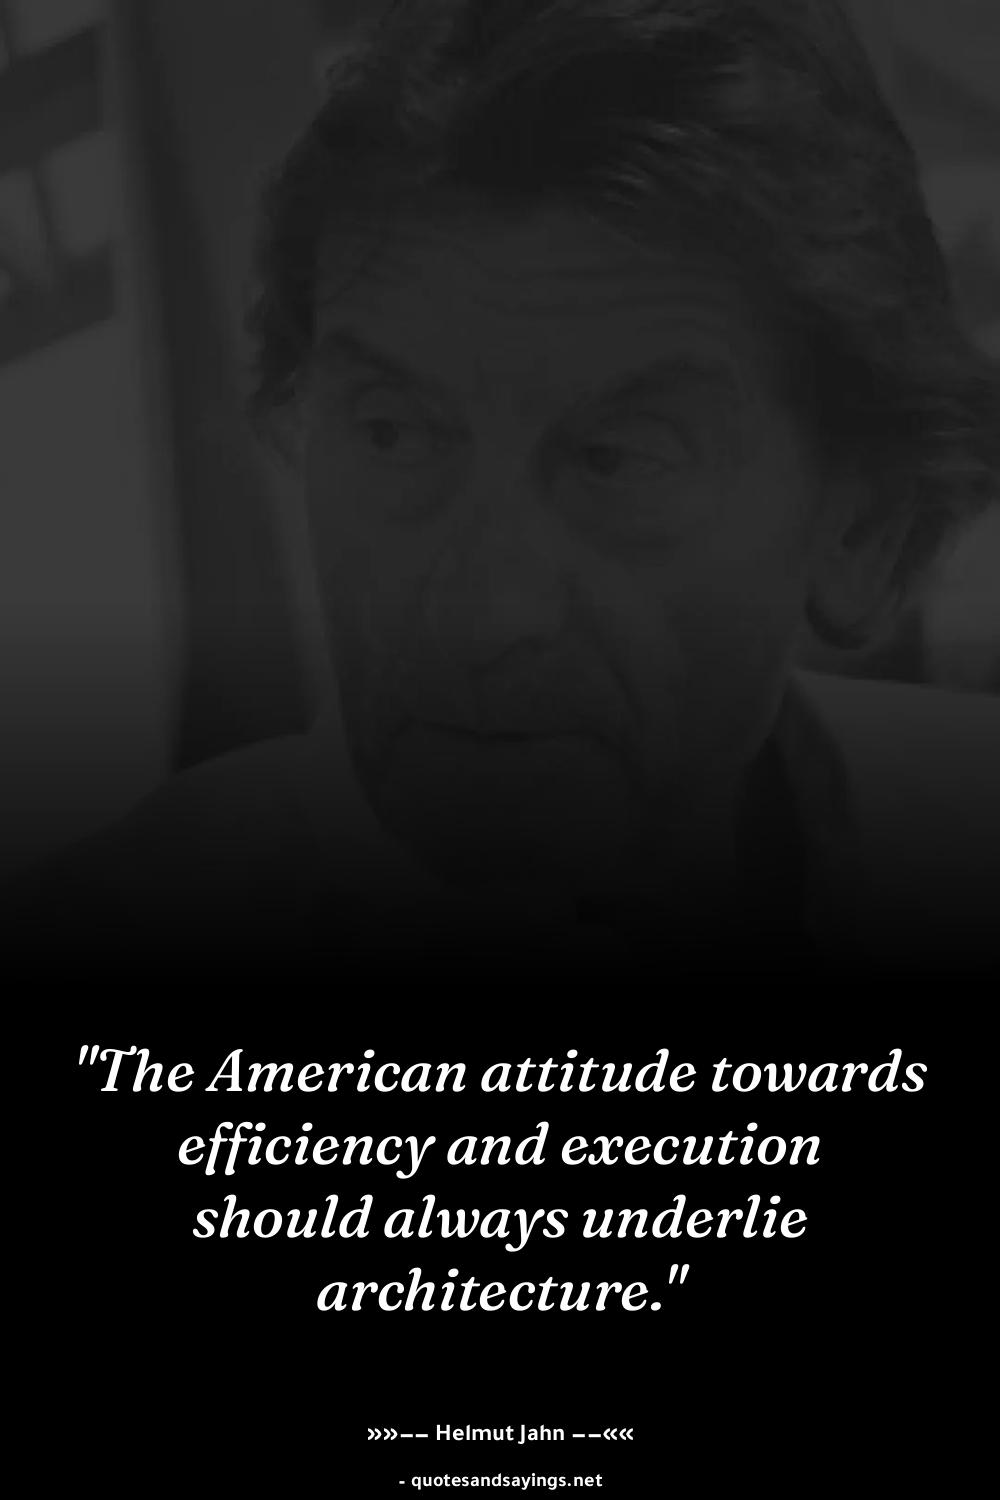 "The American attitude towards
efficiency and execution
should always underlie
architecture."
»»–– Helmut Jahn ––««
- quotesandsayings.net